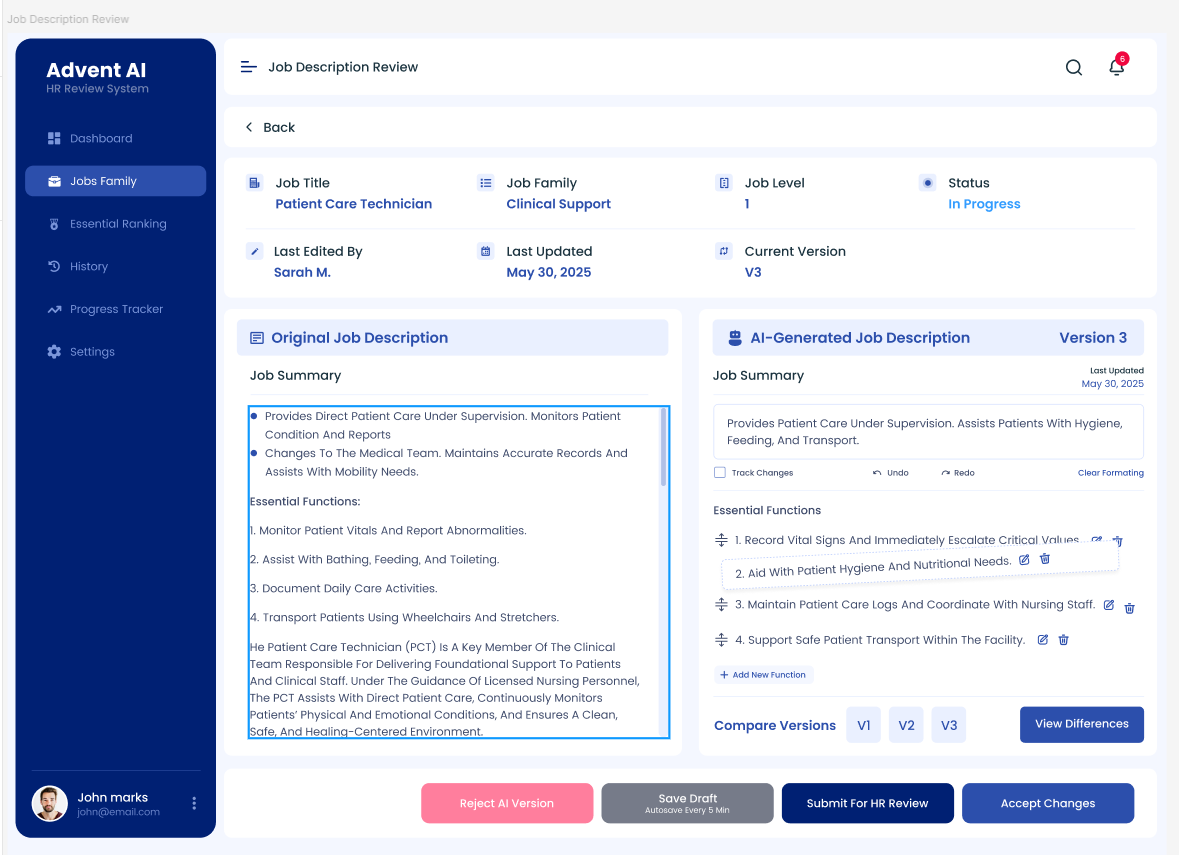 Job Description Review
Advent AI
HR Review System
Dashboard
Jobs Family
Essential Ranking
History
Progress Tracker
Settings
John marks
john@email.com
Job Description Review
6
Back
Job Title
Patient Care Technician
Job Family
Clinical Support
Job Level
1
Status
In Progress
Last Edited By
Sarah M.
Last Updated
May 30, 2025
Current Version
V3
Original Job Description
Job Summary
Provides Direct Patient Care Under Supervision. Monitors Patient
Condition And Reports
Changes To The Medical Team. Maintains Accurate Records And
Assists With Mobility Needs.
Essential Functions:
1. Monitor Patient Vitals And Report Abnormalities.
2. Assist With Bathing, Feeding, And Toileting.
3. Document Daily Care Activities.
4. Transport Patients Using Wheelchairs And Stretchers.
He Patient Care Technician (PCT) Is A Key Member Of The Clinical
Team Responsible For Delivering Foundational Support To Patients
And Clinical Staff. Under The Guidance Of Licensed Nursing Personnel,
The PCT Assists With Direct Patient Care, Continuously Monitors
Patients’ Physical And Emotional Conditions, And Ensures A Clean,
Safe, And Healing-Centered Environment.
AI-Generated Job Description
Version 3
Job Summary
Last Updated
May 30, 2025
Provides Patient Care Under Supervision. Assists Patients With Hygiene,
Feeding, And Transport.
Track Changes
Undo
Redo
Clear Formating
Essential Functions
1. Record Vital Signs And Immediately Escalate Critical Values.
2. Aid With Patient Hygiene And Nutritional Needs.
3. Maintain Patient Care Logs And Coordinate With Nursing Staff.
4. Support Safe Patient Transport Within The Facility.
+ Add New Function
Compare Versions
V1
V2
V3
View Differences
Reject AI Version
Save Draft
Autosave Every 5 Min
Submit For HR Review
Accept Changes